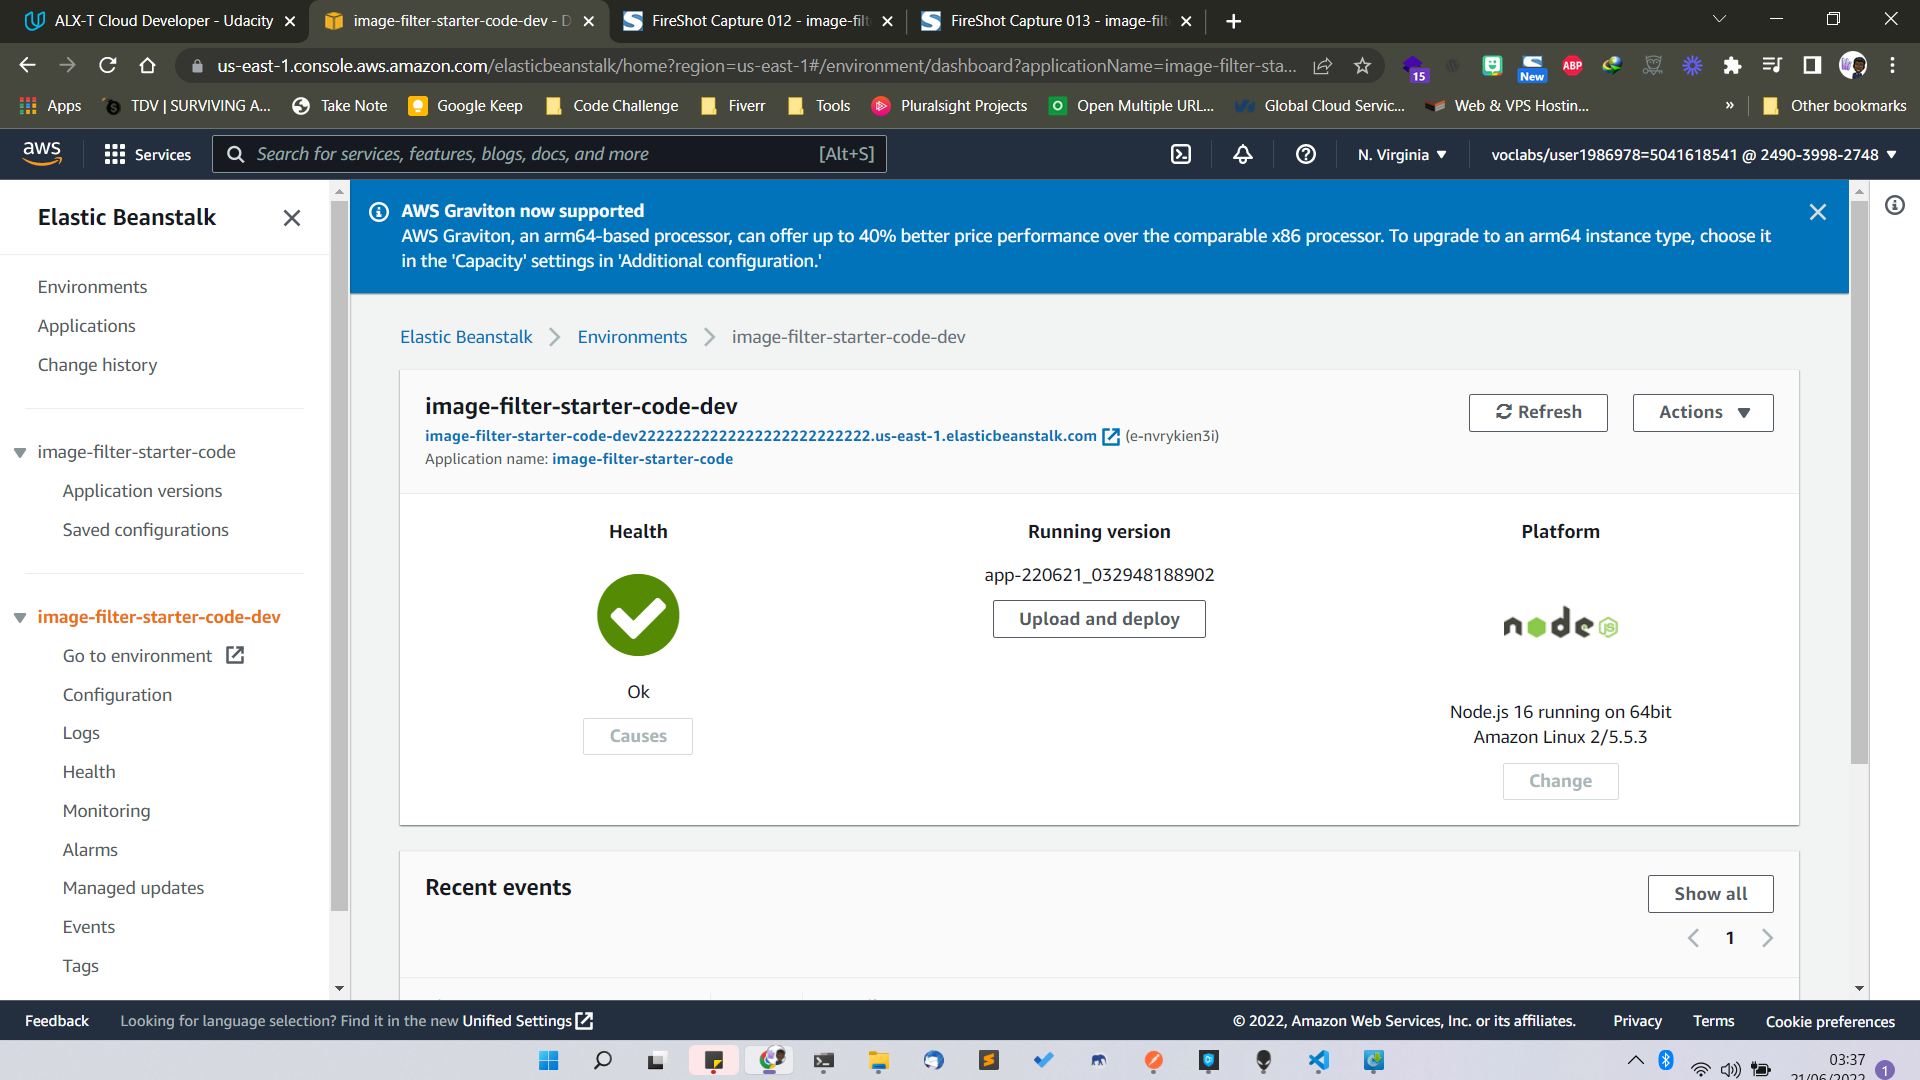 ALX-T Cloud Developer - Udacity
image-filter-starter-code-dev - D
FireShot Capture 012 - image-filt
FireShot Capture 013 - image-filt
us-east-1.console.aws.amazon.com/elasticbeanstalk/home?region=us-east-1#/environment/dashboard?applicationName=image-filter-sta...
15
New
ABP
Apps
TDV | SURVIVING A...
Take Note
Google Keep
Code Challenge
Fiverr
Tools
Pluralsight Projects
Open Multiple URL...
Global Cloud Servic...
Web & VPS Hostin...
»
Other bookmarks
aws
Services
Search for services, features, blogs, docs, and more
[Alt+S]
N. Virginia
voclabs/user1986978=5041618541 @ 2490-3998-2748
Elastic Beanstalk
Environments
Applications
Change history
image-filter-starter-code
Application versions
Saved configurations
image-filter-starter-code-dev
Go to environment
Configuration
Logs
Health
Monitoring
Alarms
Managed updates
Events
Tags
AWS Graviton now supported
AWS Graviton, an arm64-based processor, can offer up to 40% better price performance over the comparable x86 processor. To upgrade to an arm64 instance type, choose it
in the 'Capacity' settings in 'Additional configuration.'
Elastic Beanstalk
Environments
image-filter-starter-code-dev
image-filter-starter-code-dev
(e-nvrykien3i)
Application name: image-filter-starter-code
Refresh
Actions
Health
Ok
Causes
Running version
app-220621_032948188902
Upload and deploy
Platform
node
JS
Node.js 16 running on 64bit
Amazon Linux 2/5.5.3
Change
Recent events
Show all
1
Feedback
Looking for language selection? Find it in the new Unified Settings
© 2022, Amazon Web Services, Inc. or its affiliates.
Privacy
Terms
Cookie preferences
03:37
21/06/2022
1